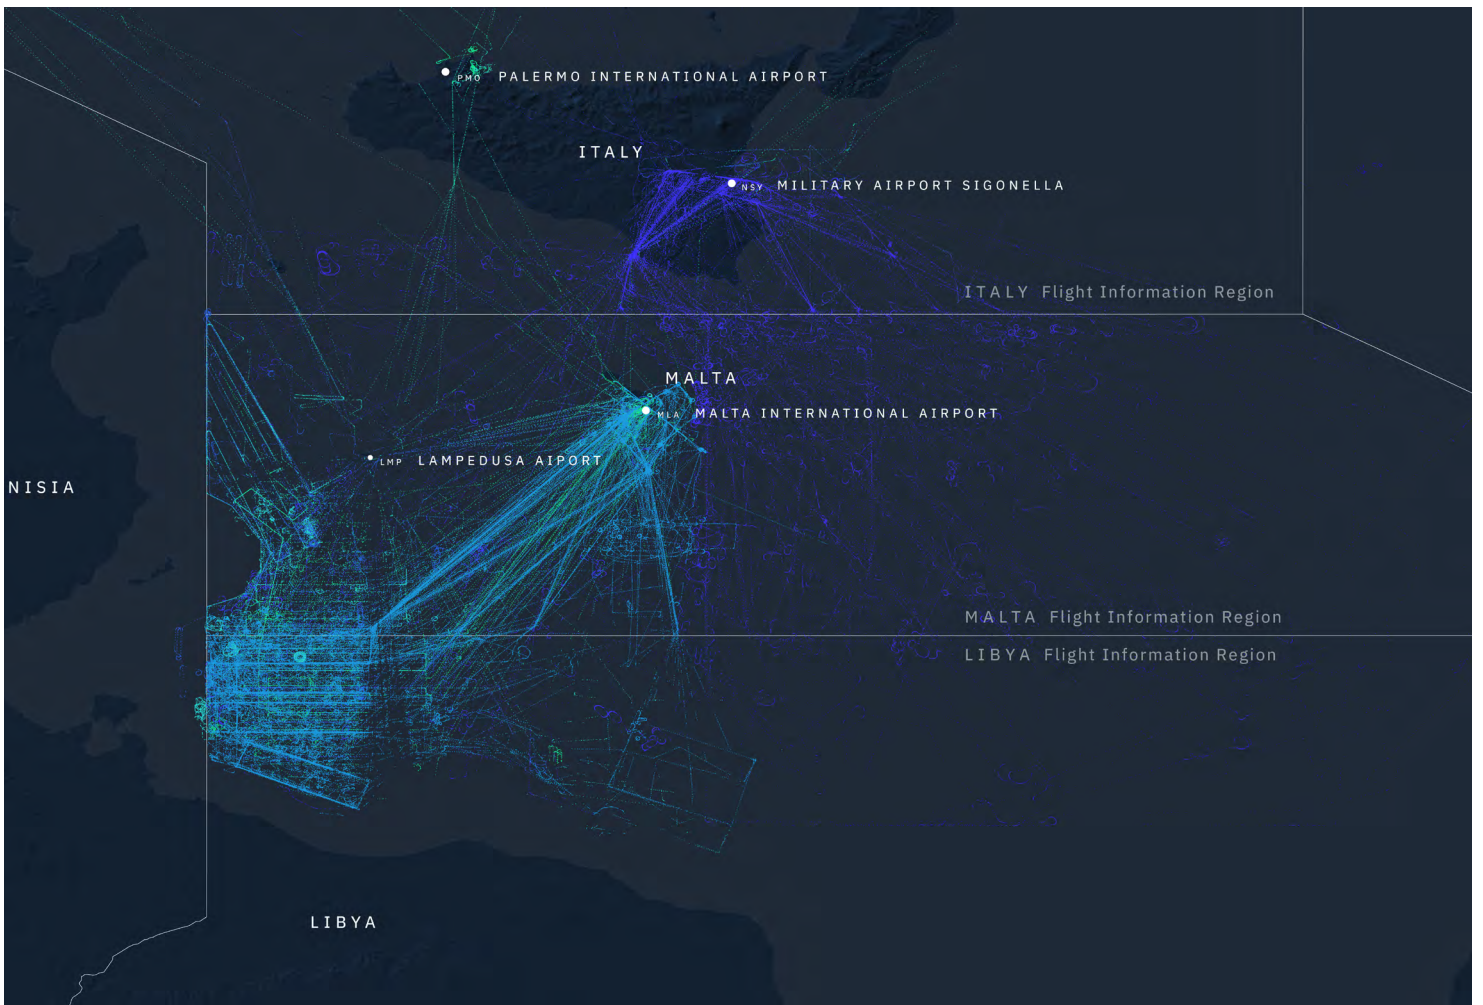 PMO PALERMO INTERNATIONAL AIRPORT
ITALY
NSY MILITARY AIRPORT SIGONELLA
ITALY Flight Information Region
MALTA
MLA MALTA INTERNATIONAL AIRPORT
LMP LAMPEDUSA AIPORT
NISIA
MALTA Flight Information Region
LIBYA Flight Information Region
LIBYA